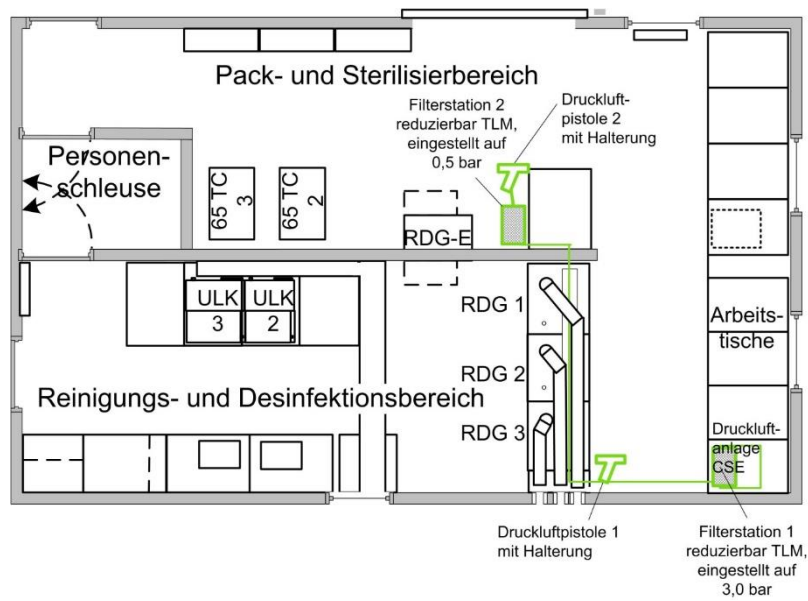 Pack- und Sterilisierbereich
Filterstation 2
reduzierbar TLM,
eingestellt auf
0,5 bar
Druckluft-
pistole 2
mit Halterung
Personen-
schleuse
65 TC
3
65 TC
2
RDG-E
ULK
3
ULK
2
RDG 1
RDG 2
RDG 3
Arbeits-
tische
Reinigungs- und Desinfektionsbereich
Druckluft-
anlage
CSE
Druckluftpistole 1
mit Halterung
Filterstation 1
reduzierbar TLM,
eingestellt auf
3,0 bar